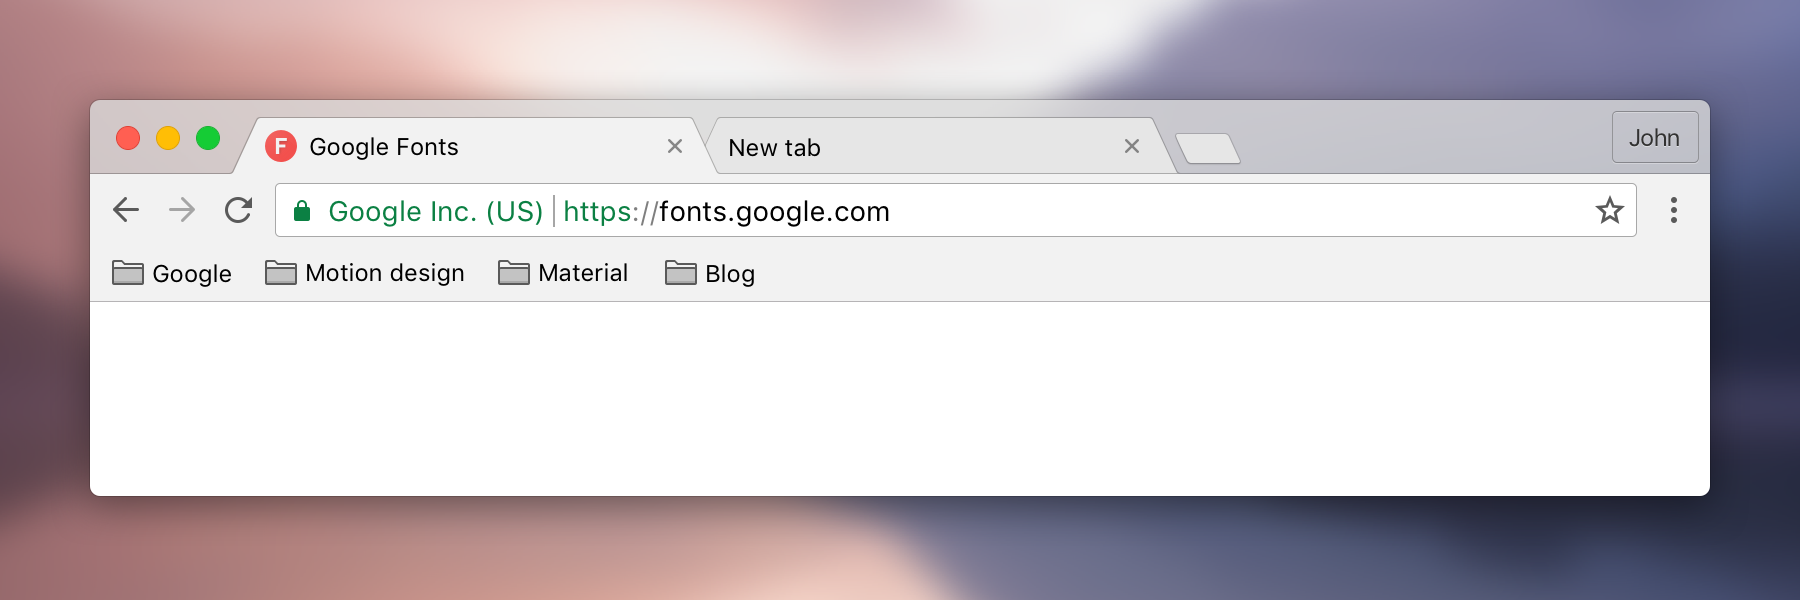 F Google Fonts
New tab
John
Google Inc. (US) | https://fonts.google.com
Google Motion design Material Blog